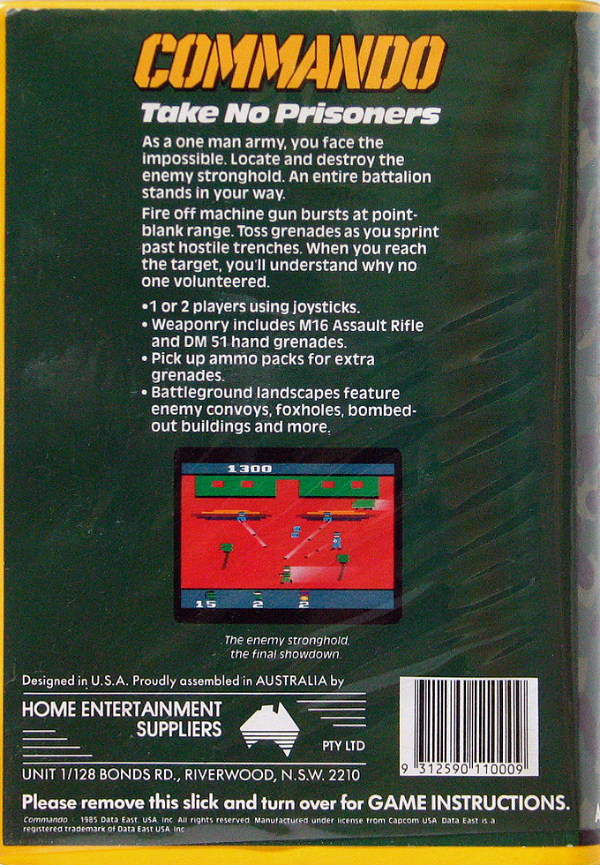 COMMANDO
Take No Prisoners
As a one man army, you face the
impossible. Locate and destroy the
enemy stronghold. An entire battalion
stands in your way.
Fire off machine gun bursts at point-
blank range. Toss grenades as you sprint
past hostile trenches. When you reach
the target, you'll understand why no
one volunteered.
•1 or 2 players using joysticks.
• Weaponry includes M16 Assault Rifle
and DM 51 hand grenades.
• Pick up ammo packs for extra
grenades.
• Battleground landscapes feature
enemy convoys, foxholes, bombed-
out buildings and more.
1300
15 2 2
The enemy stronghold,
the final showdown.
Designed in U.S.A. Proudly assembled in AUSTRALIA by
HOME ENTERTAINMENT
SUPPLIERS
PTY LTD
UNIT 1/128 BONDS RD., RIVERWOOD, N.S.W. 2210
9 312590 110009
Please remove this slick and turn over for GAME INSTRUCTIONS.
Commando 1985 Data East USA, Inc. All rights reserved. Manufactured under license from Capcom USA. Data East is a
registered trademark of Data East USA Inc